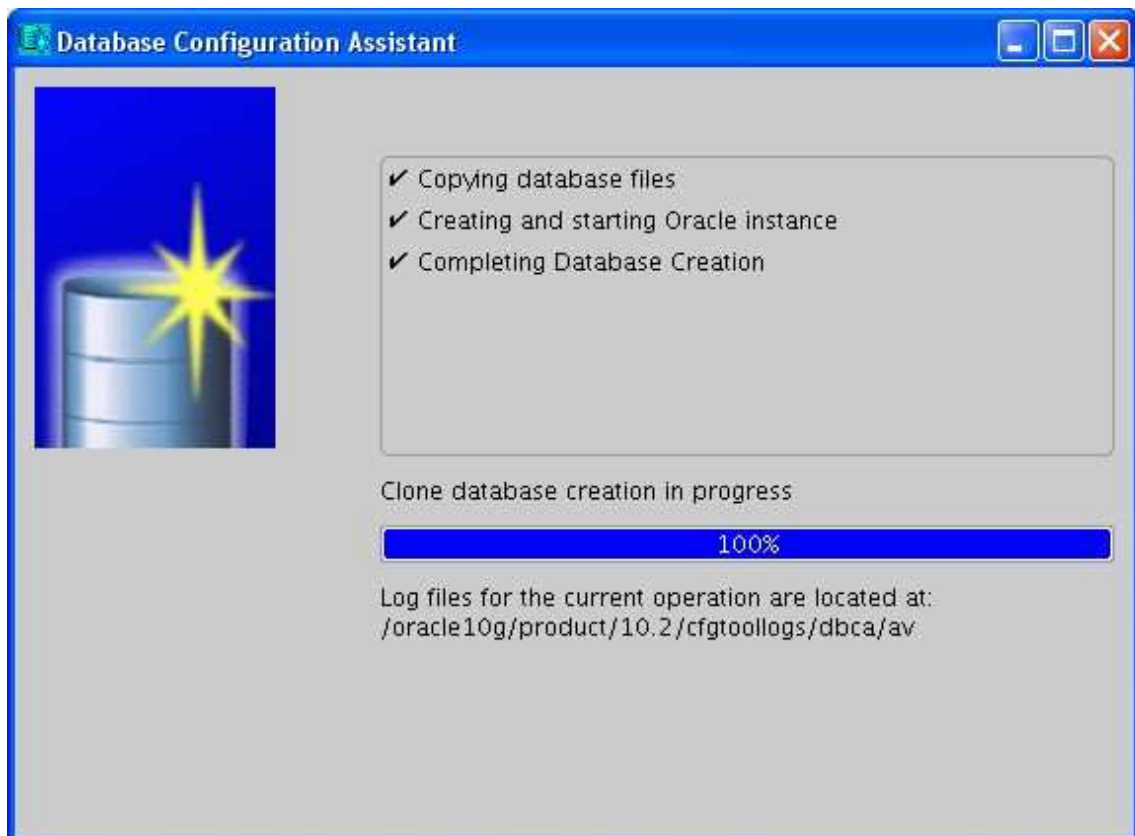 Database Configuration Assistant
✔ Copying database files
✔ Creating and starting Oracle instance
✔ Completing Database Creation
Clone database creation in progress
100%
Log files for the current operation are located at:
/oracle10g/product/10.2/cfgtoollogs/dbca/av